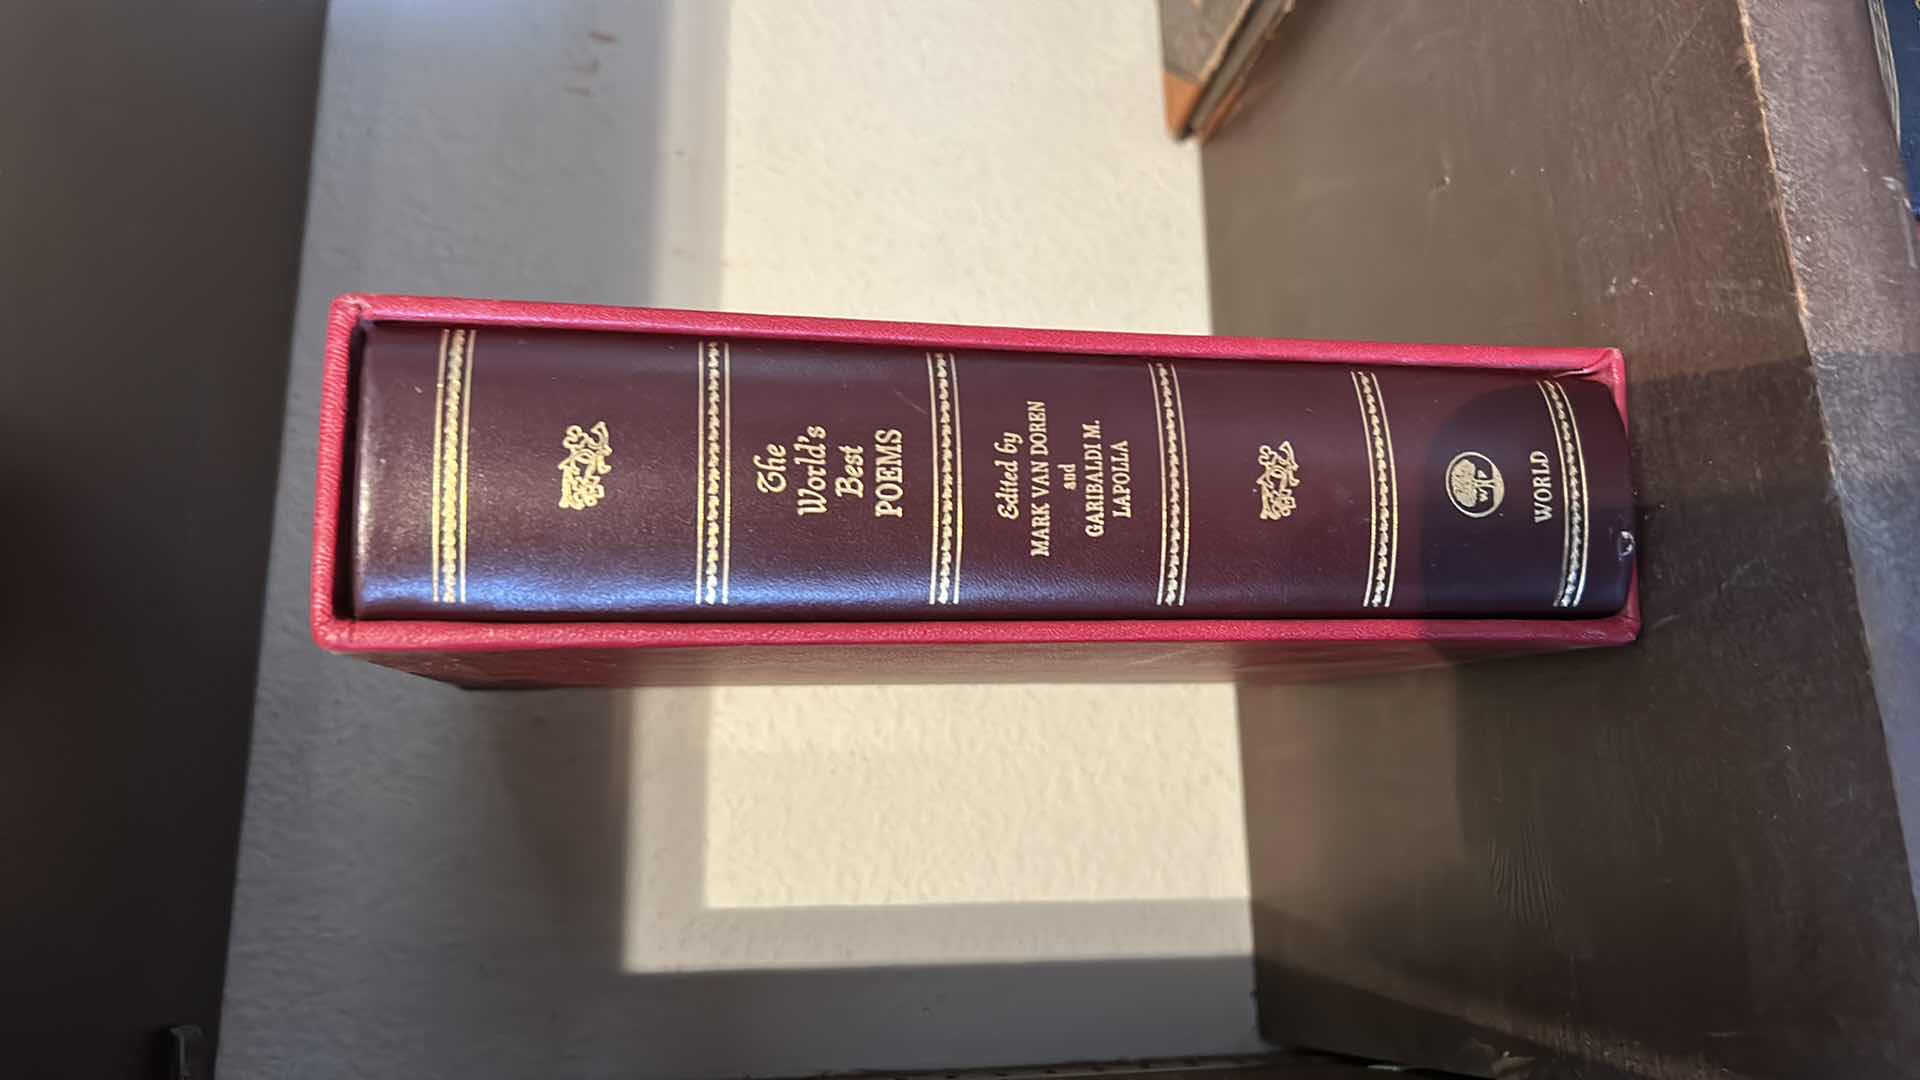 The
World's
Best
POEMS
Edited by
MARK VAN DOREN
and
GARIBALDI M.
LAPOLLA
W P
WORLD